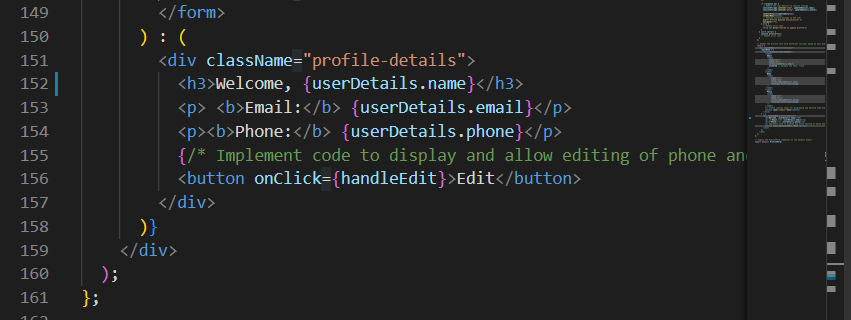 149 </form>
150 ) : (
151 <div className="profile-details">
152 <h3>Welcome, {userDetails.name}</h3>
153 <p> <b>Email:</b> {userDetails.email}</p>
154 <p><b>Phone:</b> {userDetails.phone}</p>
155 {/* Implement code to display and allow editing of phone an
156 <button onClick={handleEdit}>Edit</button>
157 </div>
158 )}
159 </div>
160 );
161 };